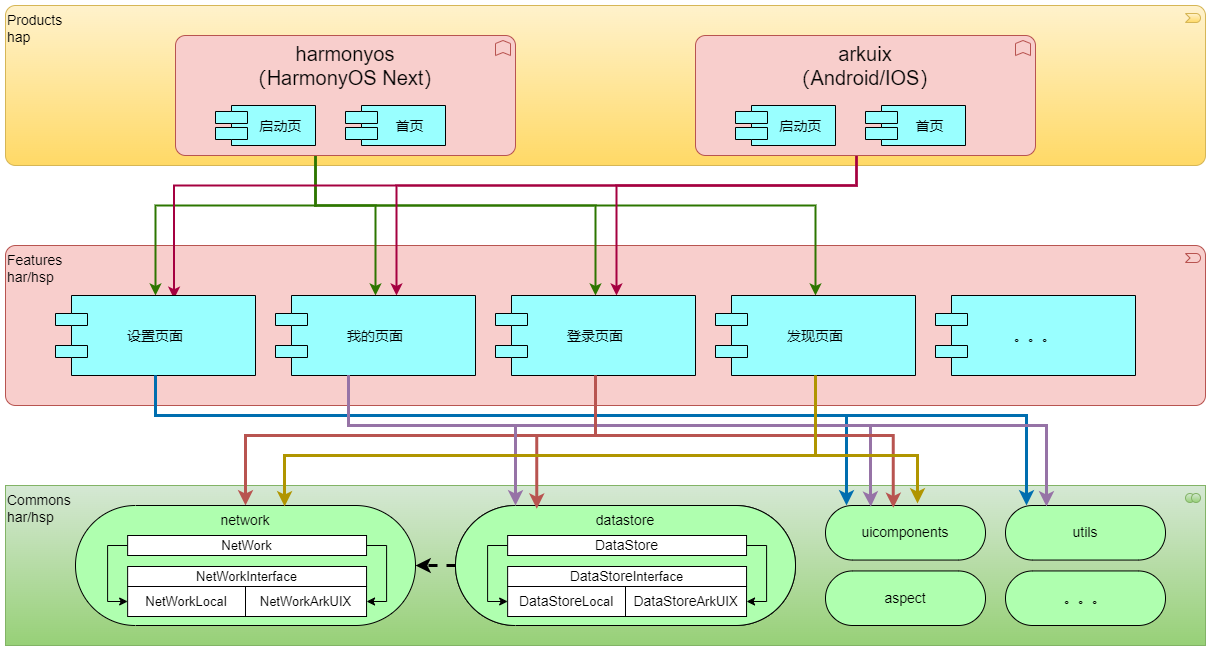 Products
hap
harmonyos
（HarmonyOS Next）
启动页
首页
arkuix
（Android/IOS）
启动页
首页
Features
har/hsp
设置页面
我的页面
登录页面
发现页面
。。。
Commons
har/hsp
network
NetWork
NetWorkInterface
NetWorkLocal
NetWorkArkUIX
datastore
DataStore
DataStoreInterface
DataStoreLocal
DataStoreArkUIX
uicomponents
utils
aspect
。。。